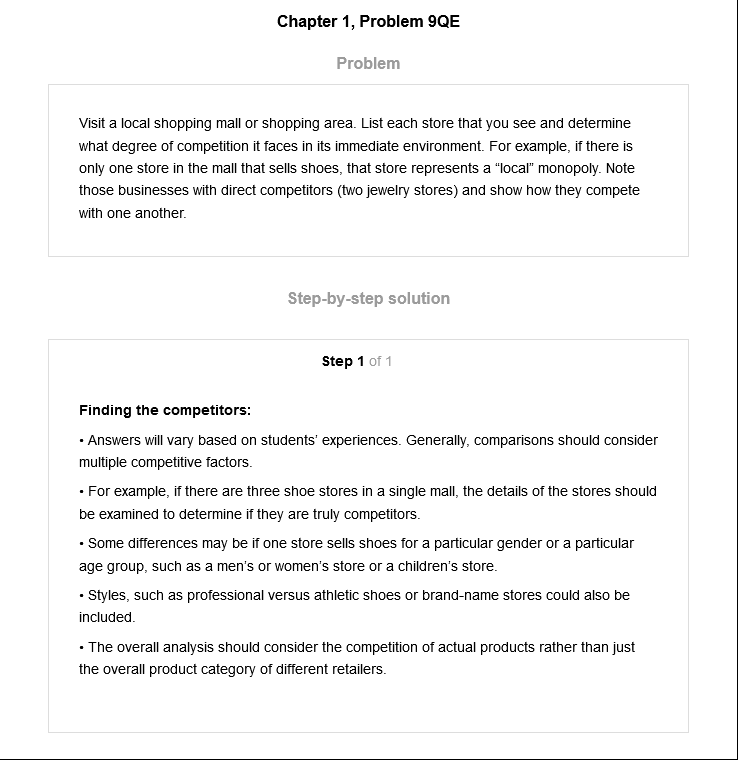 Chapter 1, Problem 9QE
Problem
Visit a local shopping mall or shopping area. List each store that you see and determine
what degree of competition it faces in its immediate environment. For example, if there is
only one store in the mall that sells shoes, that store represents a “local” monopoly. Note
those businesses with direct competitors (two jewelry stores) and show how they compete
with one another.
Step-by-step solution
Step 1 of 1
Finding the competitors:
• Answers will vary based on students’ experiences. Generally, comparisons should consider
multiple competitive factors.
• For example, if there are three shoe stores in a single mall, the details of the stores should
be examined to determine if they are truly competitors.
• Some differences may be if one store sells shoes for a particular gender or a particular
age group, such as a men’s or women’s store or a children’s store.
• Styles, such as professional versus athletic shoes or brand-name stores could also be
included.
• The overall analysis should consider the competition of actual products rather than just
the overall product category of different retailers.